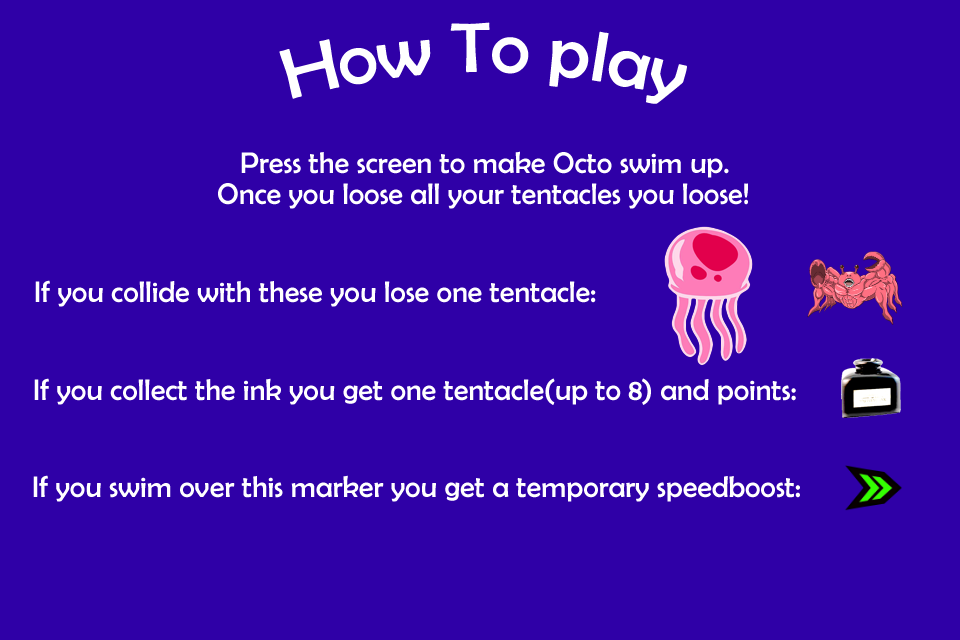 How To play
Press the screen to make Octo swim up.
Once you loose all your tentacles you loose!
If you collide with these you lose one tentacle:
If you collect the ink you get one tentacle(up to 8) and points:
If you swim over this marker you get a temporary speedboost: